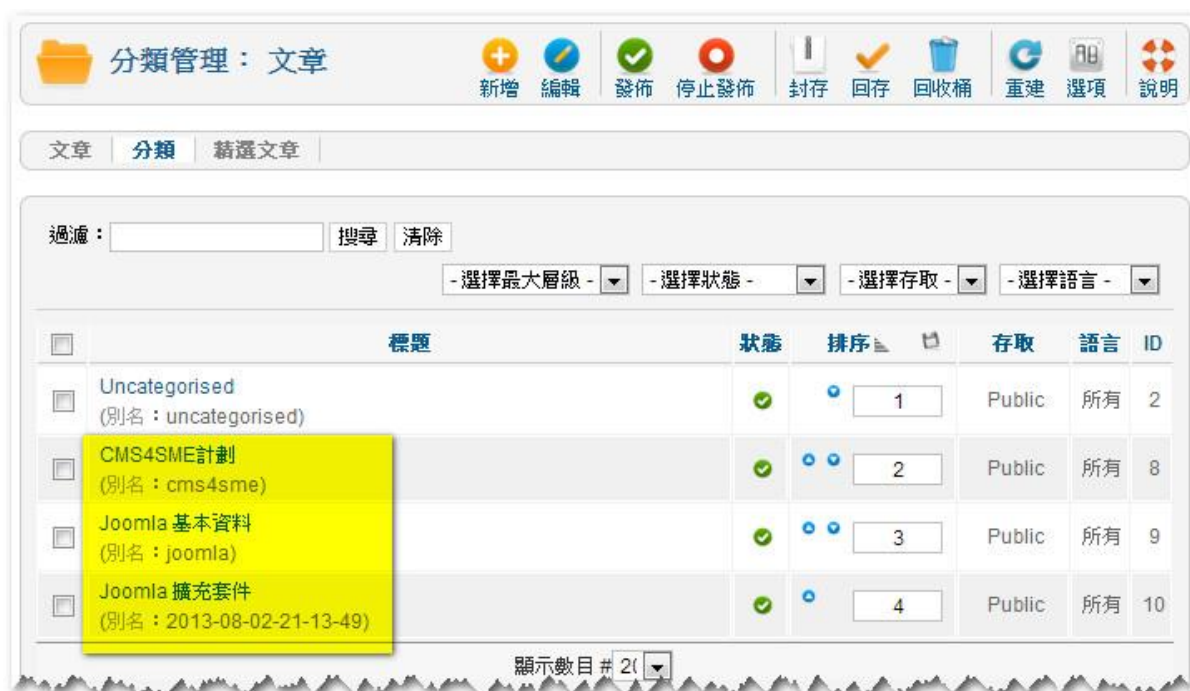 分類管理： 文章
新增 編輯 發佈 停止發佈 封存 回存 回收桶 重建 選項 說明
文章 分類 精選文章
過濾： 搜尋 清除
- 選擇最大層級 - - 選擇狀態 - - 選擇存取 - - 選擇語言 -
標題 狀態 排序 存取 語言 ID
Uncategorised
(別名：uncategorised)
1 Public 所有 2
CMS4SME計劃
(別名：cms4sme)
2 Public 所有 8
Joomla 基本資料
(別名：joomla)
3 Public 所有 9
Joomla 擴充套件
(別名：2013-08-02-21-13-49)
4 Public 所有 10
顯示數目 #